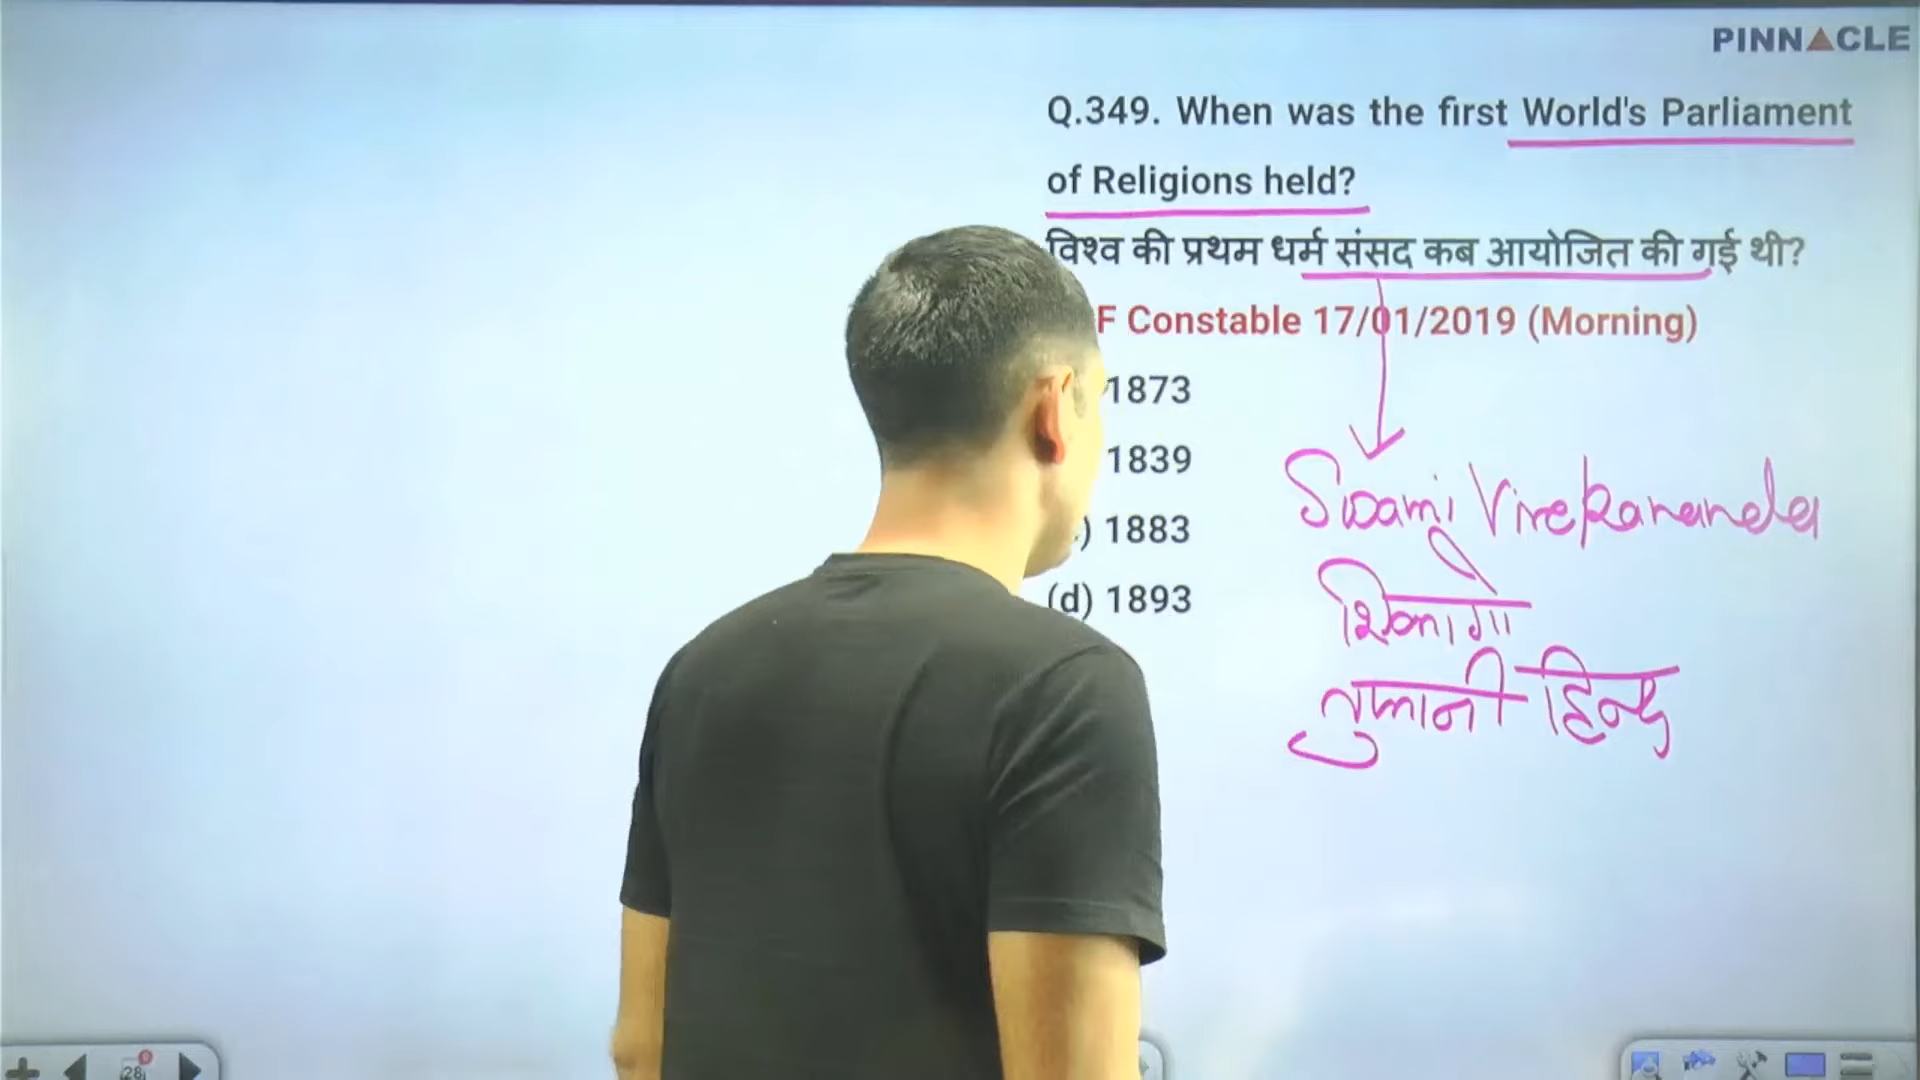 PINNACLE
Q.349. When was the first World's Parliament
of Religions held?
विश्व की प्रथम धर्म संसद कब आयोजित की गई थी?
F Constable 17/01/2019 (Morning)
1873
1839
) 1883
(d) 1893
Swami Vivekananda
शिकागो
तुफानी हिन्दू
28